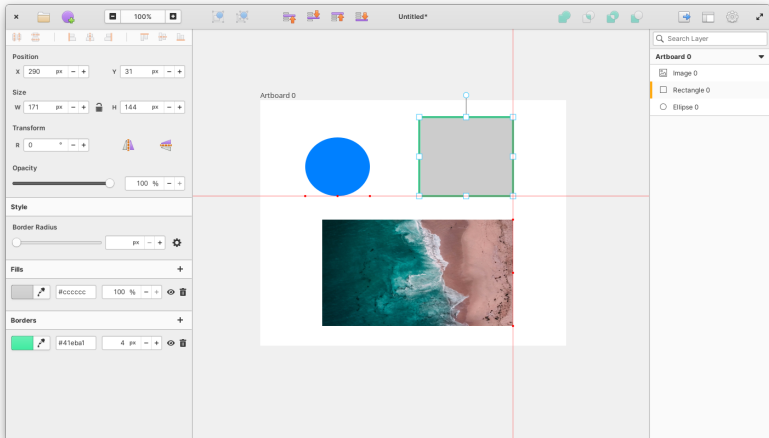 100%
Untitled*
Position
X 290 px Y 31 px
Size
W 171 px H 144 px
Transform
R 0 °
Opacity
100 %
Style
Border Radius
px
Fills
#cccccc 100 %
Borders
#41eba1 4 px
Artboard 0
Search Layer
Artboard 0
Image 0
Rectangle 0
Ellipse 0